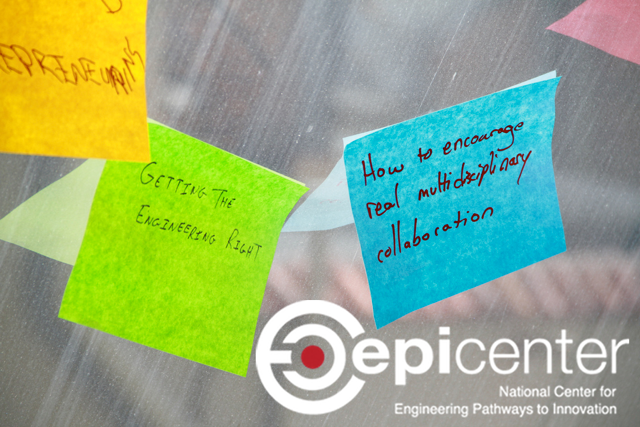 GETTING THE
ENGINEERING RIGHT
How to encourage
real multidisciplinary
collaboration
epicenter
National Center for
Engineering Pathways to Innovation